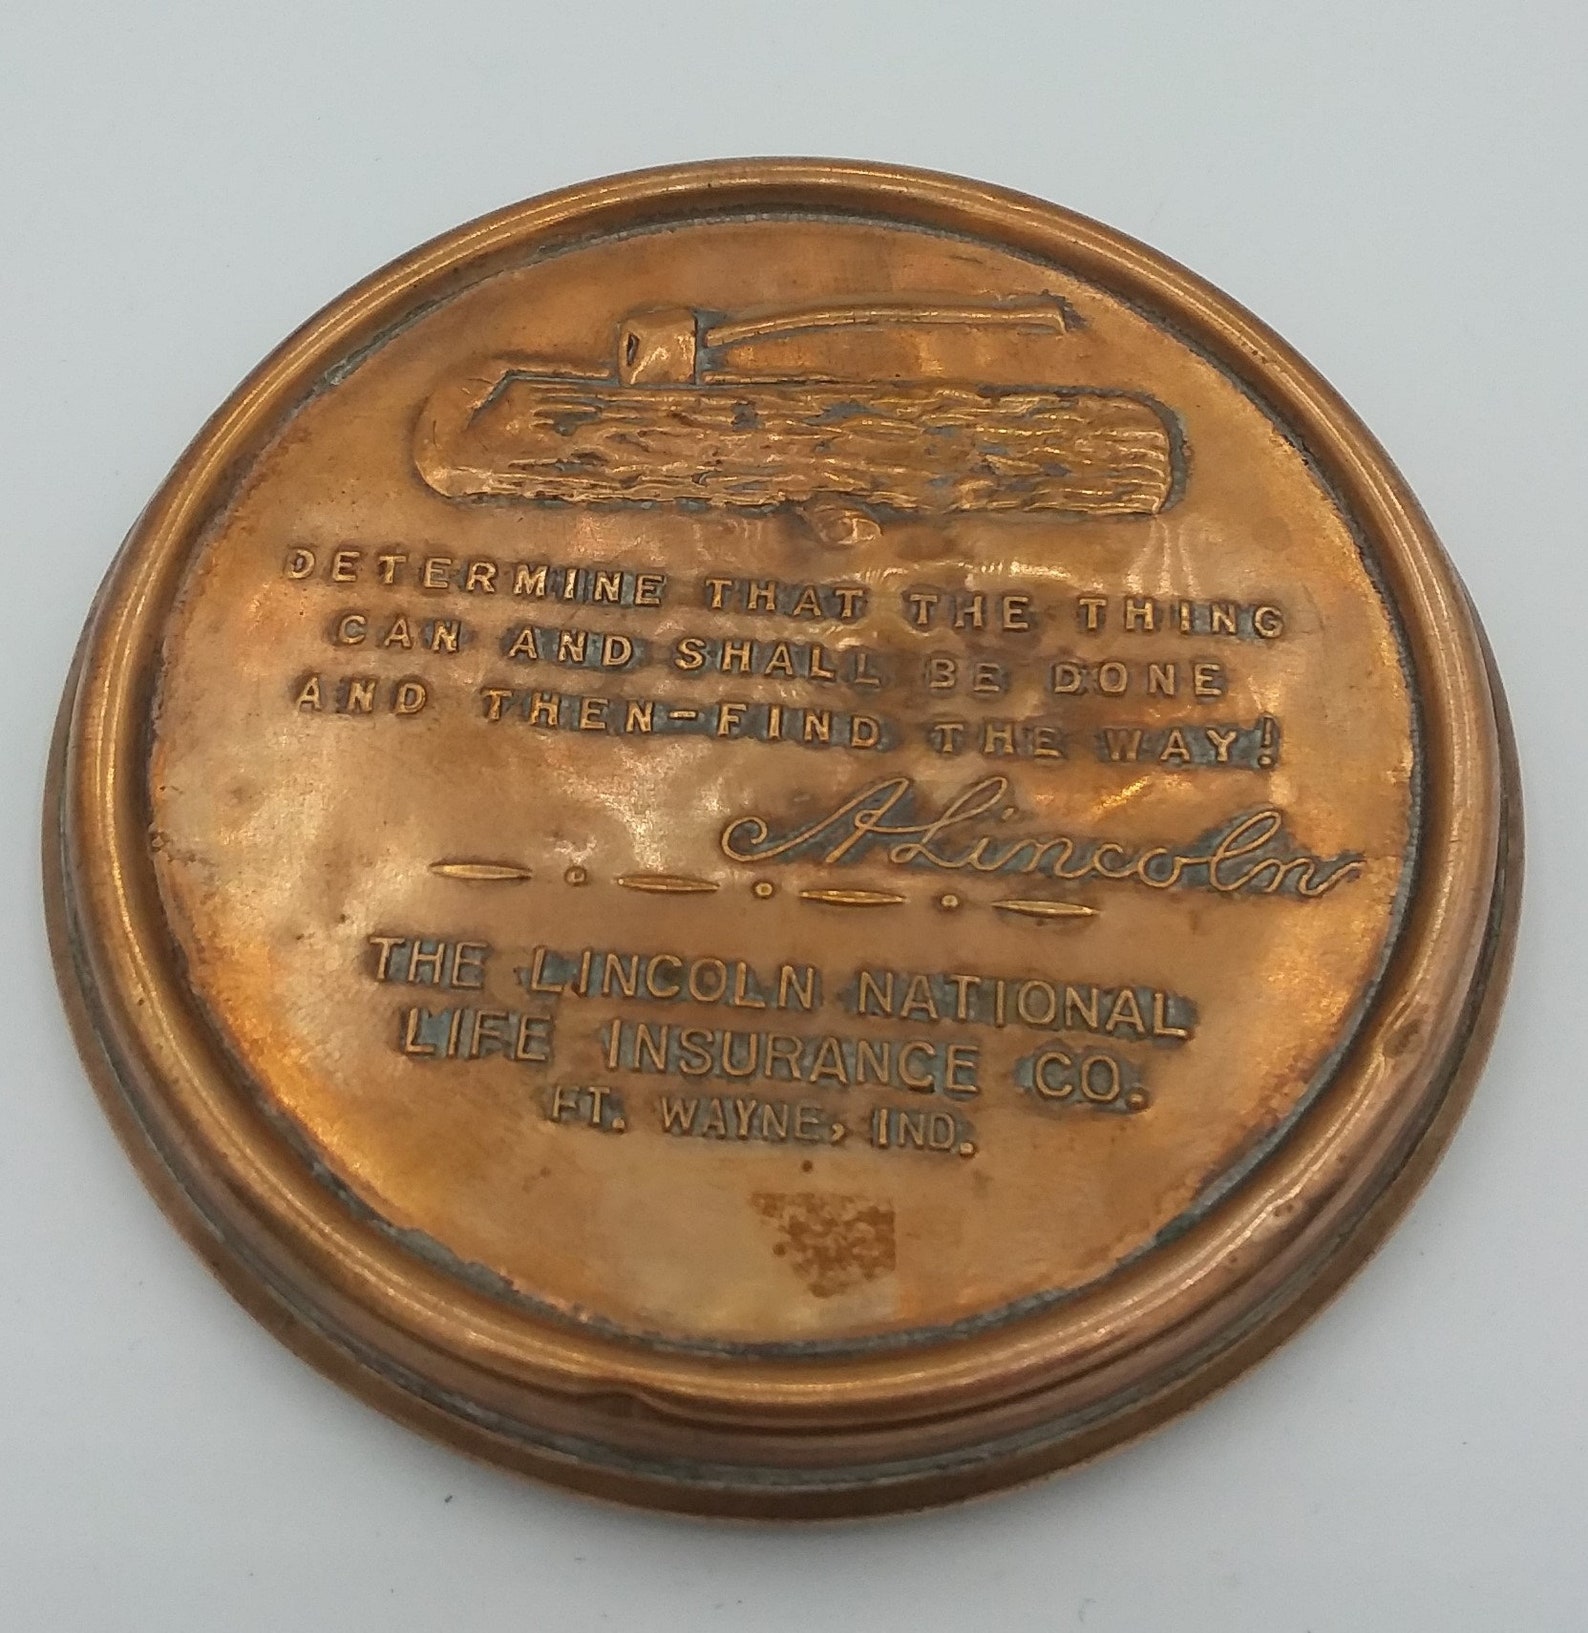 DETERMINE THAT THE THING
CAN AND SHALL BE DONE
AND THEN-FIND THE WAY!
A Lincoln
THE LINCOLN NATIONAL
LIFE INSURANCE CO.
FT. WAYNE, IND.